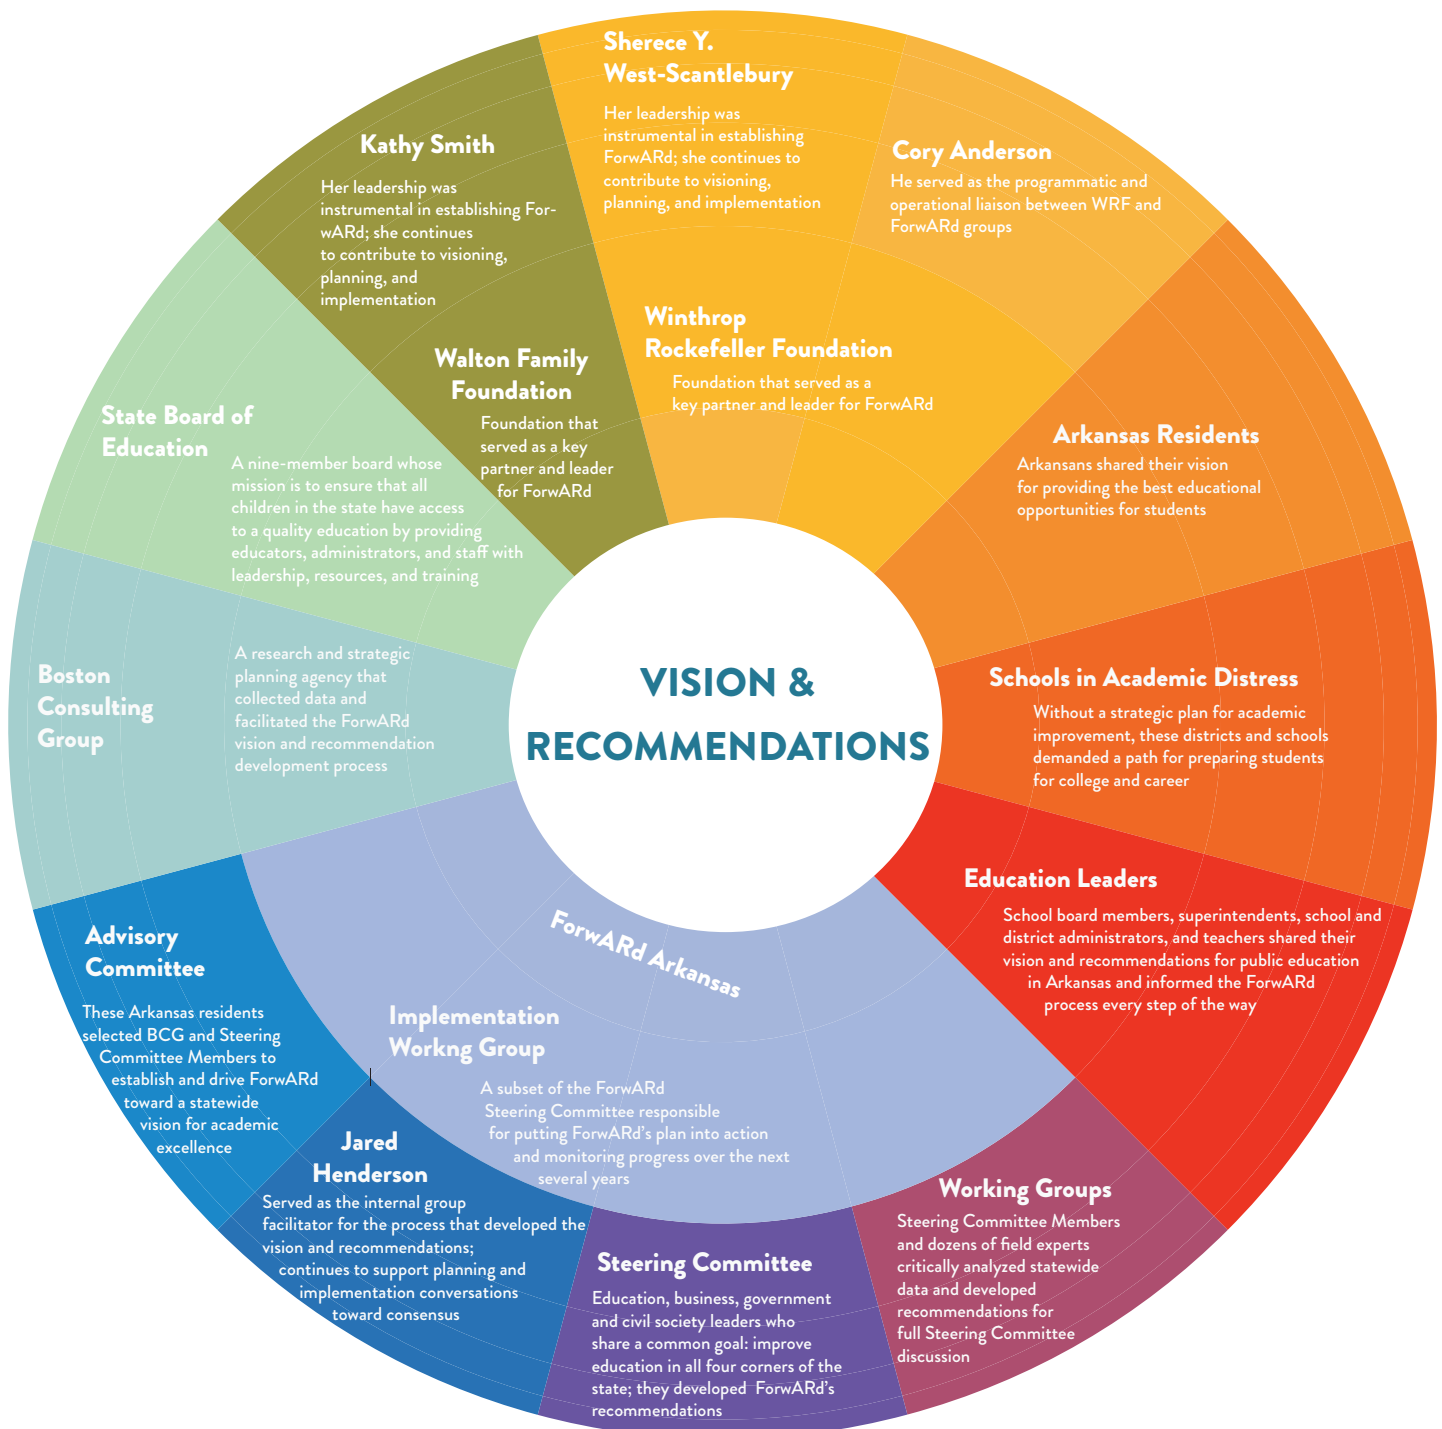 Sherece Y.
West-Scantlebury
Her leadership was
instrumental in establishing
ForwARd; she continues to
contribute to visioning,
planning, and implementation
Cory Anderson
He served as the programmatic and
operational liaison between WRF and
ForwARd groups
Kathy Smith
Her leadership was
instrumental in establishing For-
wARd; she continues
to contribute to visioning,
planning, and
implementation
Winthrop
Rockefeller Foundation
Foundation that served as a
key partner and leader for ForwARd
Walton Family
Foundation
Foundation that
served as a key
partner and leader
for ForwARd
Arkansas Residents
Arkansans shared their vision
for providing the best educational
opportunities for students
State Board of
Education
A nine-member board whose
mission is to ensure that all
children in the state have access
to a quality education by providing
educators, administrators, and staff with
leadership, resources, and training
Boston
Consulting
Group
A research and strategic
planning agency that
collected data and
facilitated the ForwARd
vision and recommendation
development process
VISION &
RECOMMENDATIONS
Schools in Academic Distress
Without a strategic plan for academic
improvement, these districts and schools
demanded a path for preparing students
for college and career
Education Leaders
School board members, superintendents, school and
district administrators, and teachers shared their
vision and recommendations for public education
in Arkansas and informed the ForwARd
process every step of the way
ForwARd Arkansas
Advisory
Committee
These Arkansas residents
selected BCG and Steering
Committee Members to
establish and drive ForwARd
toward a statewide
vision for academic
excellence
Implementation
Workng Group
A subset of the ForwARd
Steering Committee responsible
for putting ForwARd's plan into action
and monitoring progress over the next
several years
Jared
Henderson
Served as the internal group
facilitator for the process that developed the
vision and recommendations;
continues to support planning and
implementation conversations
toward consensus
Steering Committee
Education, business, government
and civil society leaders who
share a common goal: improve
education in all four corners of the
state; they developed ForwARd's
recommendations
Working Groups
Steering Committee Members
and dozens of field experts
critically analyzed statewide
data and developed
recommendations for
full Steering Committee
discussion